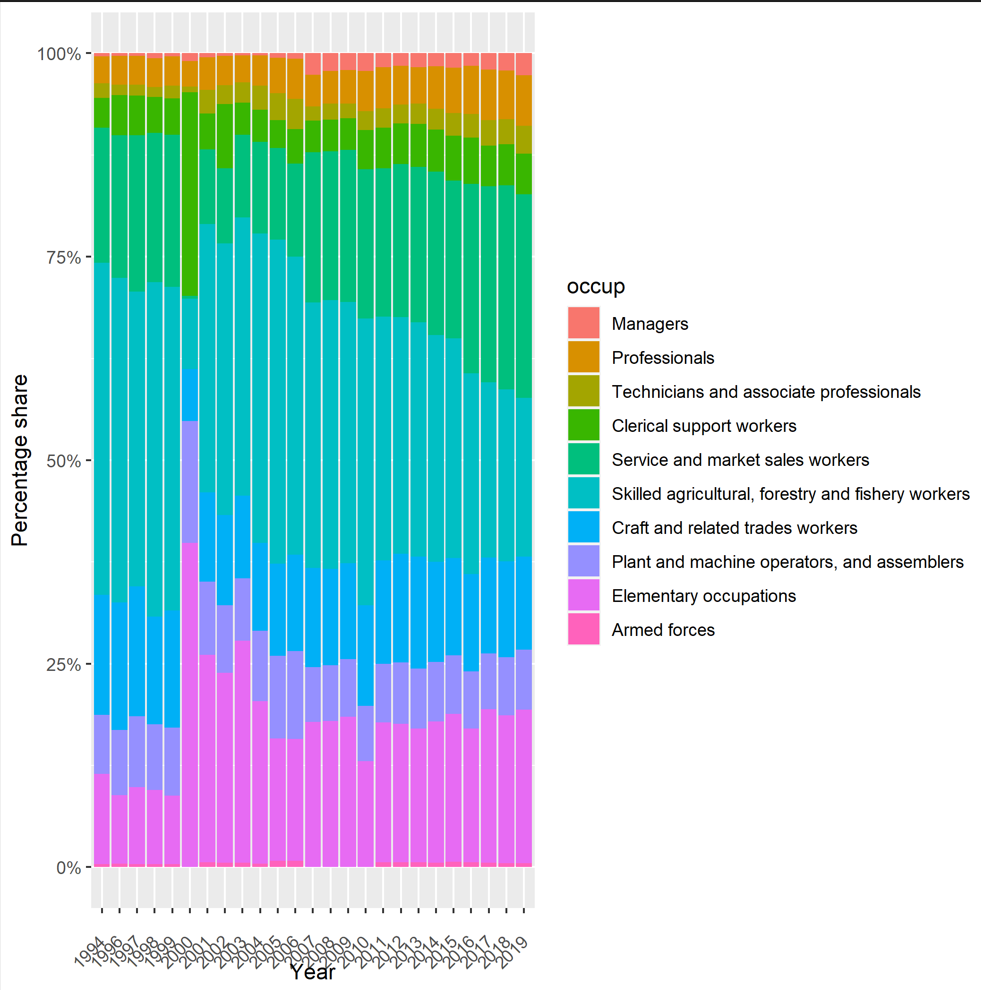 100%
75%
50%
25%
0%
Percentage share
1994
1996
1997
1998
1999
2000
2001
2002
2003
2004
2005
2006
2007
2008
2009
2010
2011
2012
2013
2014
2015
2016
2017
2018
2019
Year
occup
Managers
Professionals
Technicians and associate professionals
Clerical support workers
Service and market sales workers
Skilled agricultural, forestry and fishery workers
Craft and related trades workers
Plant and machine operators, and assemblers
Elementary occupations
Armed forces